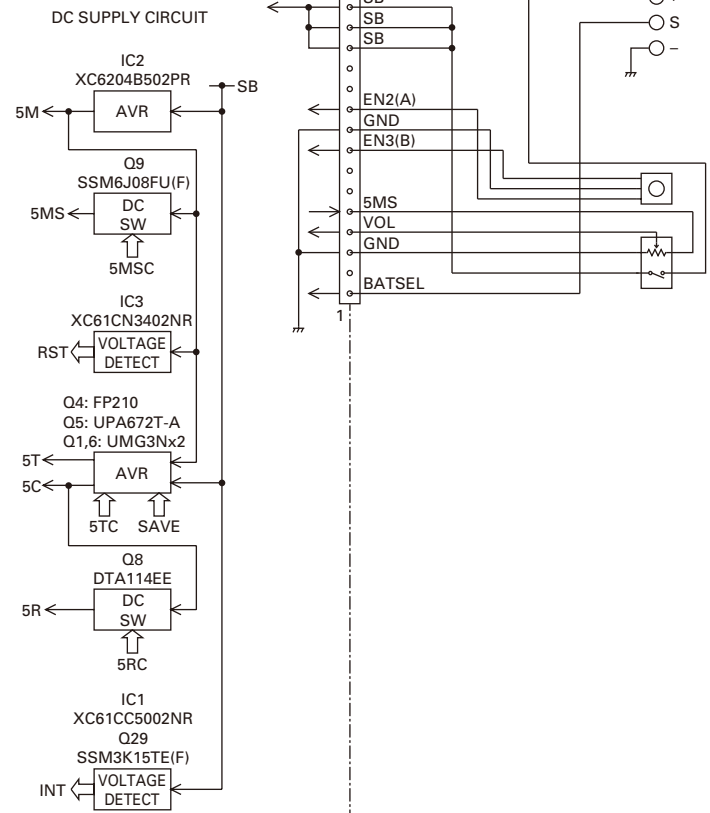 DC SUPPLY CIRCUIT
IC2
XC6204B502PR
AVR
SB
5M
Q9
SSM6J08FU(F)
DC
SW
5MS
5MSC
IC3
XC61CN3402NR
VOLTAGE
DETECT
RST
Q4: FP210
Q5: UPA672T-A
Q1,6: UMG3Nx2
5T
AVR
5C
5TC SAVE
Q8
DTA114EE
DC
SW
5R
5RC
IC1
XC61CC5002NR
Q29
SSM3K15TE(F)
VOLTAGE
DETECT
INT
SB
SB
SB
EN2(A)
GND
EN3(B)
5MS
VOL
GND
BATSEL
1
S
–